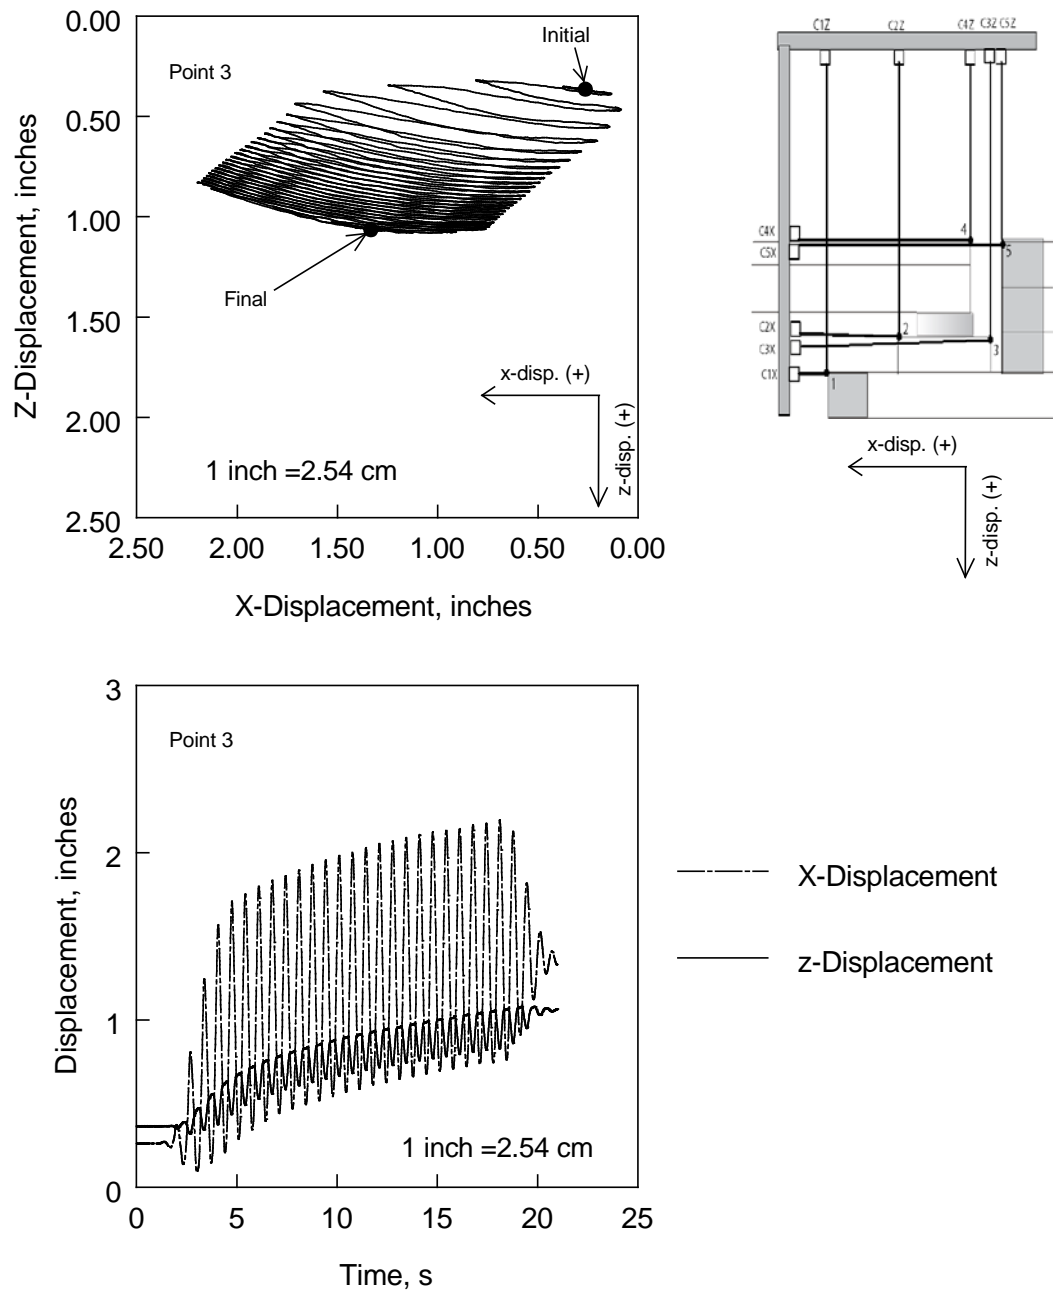 0.00
0.50
1.00
1.50
2.00
2.50
Z-Displacement, inches
Point 3
Initial
Final
x-disp. (+)
z-disp. (+)
1 inch =2.54 cm
2.50 2.00 1.50 1.00 0.50 0.00
X-Displacement, inches
C1Z C2Z C4Z C3Z C5Z
C4X
C5X
C2X
C3X
C1X
4
5
2
3
1
x-disp. (+)
z-disp. (+)
3
2
1
0
Displacement, inches
Point 3
1 inch =2.54 cm
0 5 10 15 20 25
Time, s
X-Displacement
z-Displacement